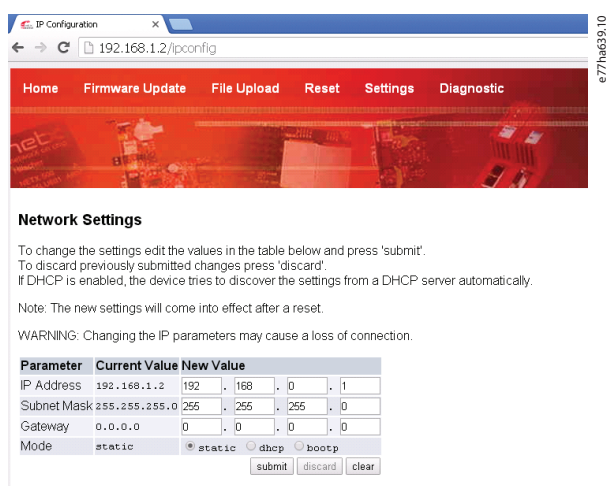 IP Configuration
192.168.1.2/ipconfig
Home Firmware Update File Upload Reset Settings Diagnostic
Network Settings
To change the settings edit the values in the table below and press 'submit'.
To discard previously submitted changes press 'discard'.
If DHCP is enabled, the device tries to discover the settings from a DHCP server automatically.
Note: The new settings will come into effect after a reset.
WARNING: Changing the IP parameters may cause a loss of connection.
Parameter Current Value New Value
IP Address 192.168.1.2 192 . 168 . 0 . 1
Subnet Mask 255.255.255.0 255 . 255 . 255 . 0
Gateway 0.0.0.0 0 . 0 . 0 . 0
Mode static static dhcp bootp
submit discard clear
e77ha639.10